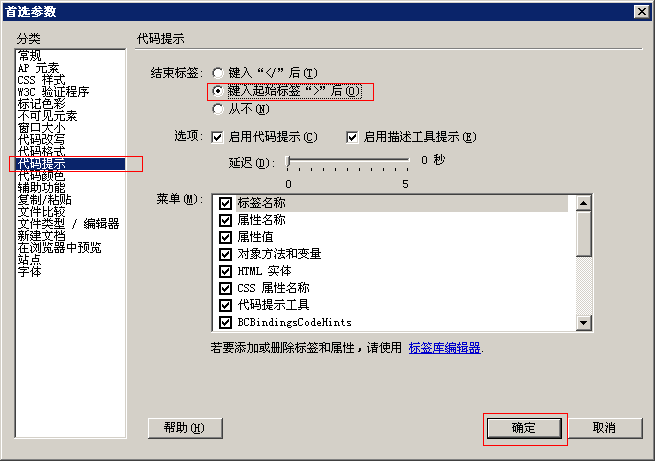 首选参数
分类
常规
AP 元素
CSS 样式
W3C 验证程序
标记色彩
不可见元素
窗口大小
代码改写
代码格式
代码提示
代码颜色
辅助功能
复制/粘贴
文件比较
文件类型 / 编辑器
新建文档
在浏览器中预览
站点
字体
代码提示
结束标签: 键入“</”后(T)
键入起始标签“>”后(O)
从不(N)
选项: 启用代码提示(C) 启用描述工具提示(E)
延迟(D): 0 秒
0 5
菜单(M): 标签名称
属性名称
属性值
对象方法和变量
HTML 实体
CSS 属性名称
代码提示工具
BCBindingsCodeHints
若要添加或删除标签和属性，请使用 标签库编辑器.
帮助(H) 确定 取消